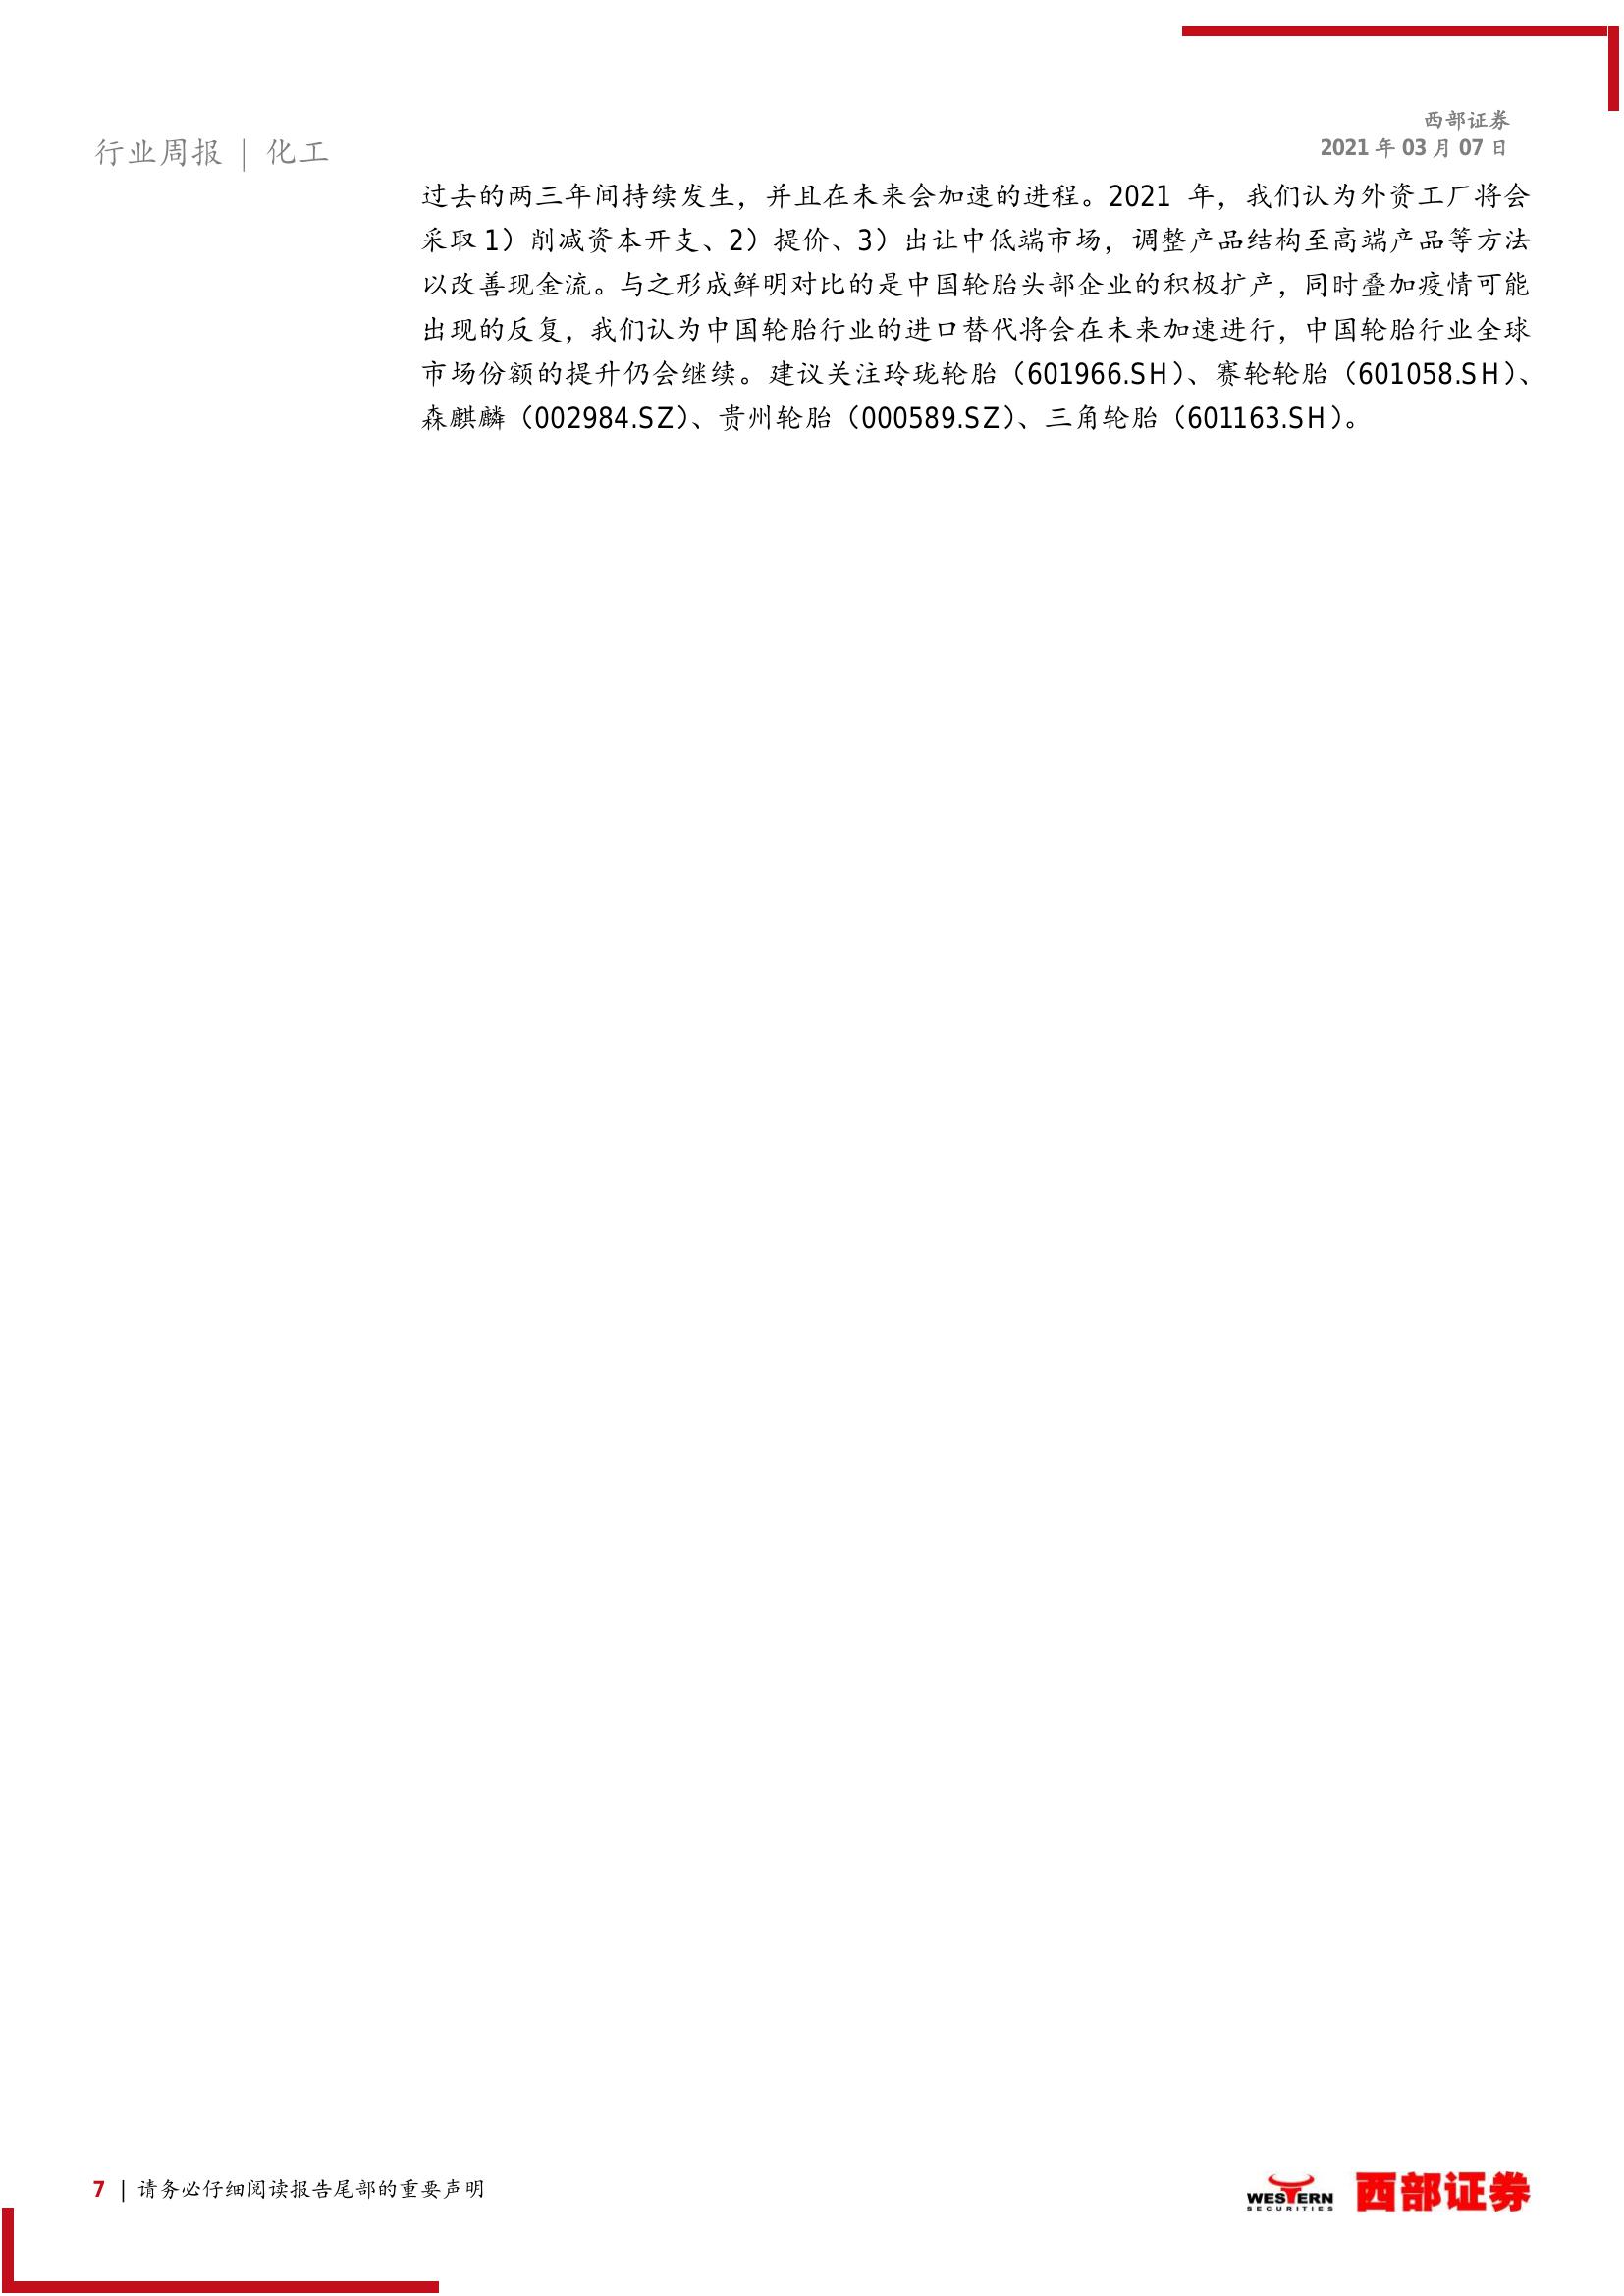 西部证券
行业周报 | 化工
2021 年 03 月 07 日
过去的两三年间持续发生，并且在未来会加速的进程。2021 年，我们认为外资工厂将会
采取 1）削减资本开支、2）提价、3）出让中低端市场，调整产品结构至高端产品等方法
以改善现金流。与之形成鲜明对比的是中国轮胎头部企业的积极扩产，同时叠加疫情可能
出现的反复，我们认为中国轮胎行业的进口替代将会在未来加速进行，中国轮胎行业全球
市场份额的提升仍会继续。建议关注玲珑轮胎（601966.SH）、赛轮轮胎（601058.SH）、
森麒麟（002984.SZ）、贵州轮胎（000589.SZ）、三角轮胎（601163.SH）。
7 | 请务必仔细阅读报告尾部的重要声明
WESTERN
SECURITIES
西部证券